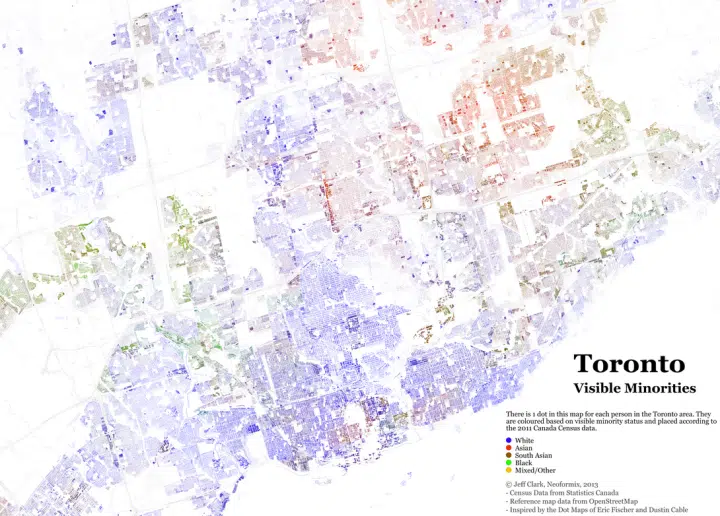 Toronto
Visible Minorities
There is 1 dot in this map for each person in the Toronto area. They
are coloured based on visible minority status and placed according to
the 2011 Canada Census data.
White
Asian
South Asian
Black
Mixed/Other
© Jeff Clark, Neoformix, 2013
- Census Data from Statistics Canada
- Reference map data from OpenStreetMap
- Inspired by the Dot Maps of Eric Fischer and Dustin Cable